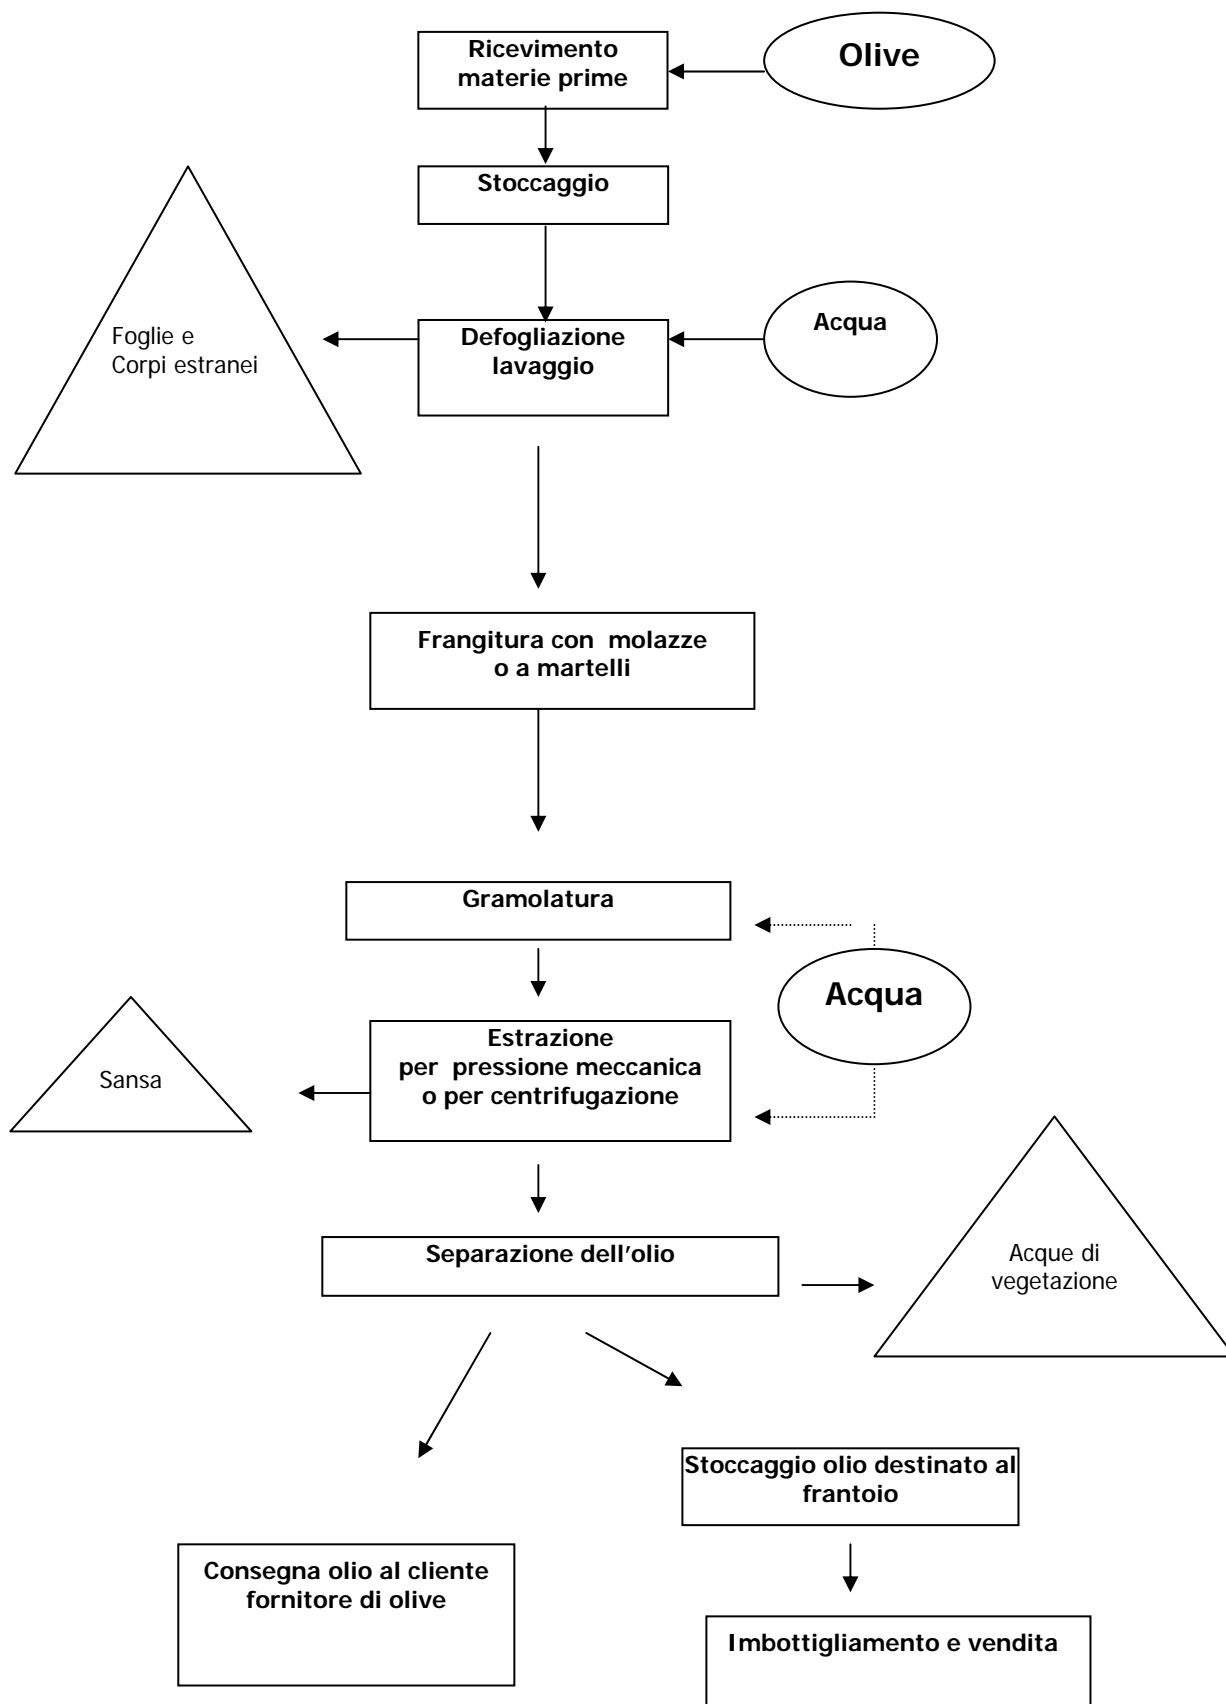 Ricevimento
materie prime
Olive
Stoccaggio
Foglie e
Corpi estranei
Defogliazione
lavaggio
Acqua
Frangitura con  molazze
o a martelli
Gramolatura
Acqua
Sansa
Estrazione
per  pressione meccanica
o per centrifugazione
Separazione dell'olio
Acque di
vegetazione
Stoccaggio olio destinato al
frantoio
Consegna olio al cliente
fornitore di olive
Imbottigliamento e vendita